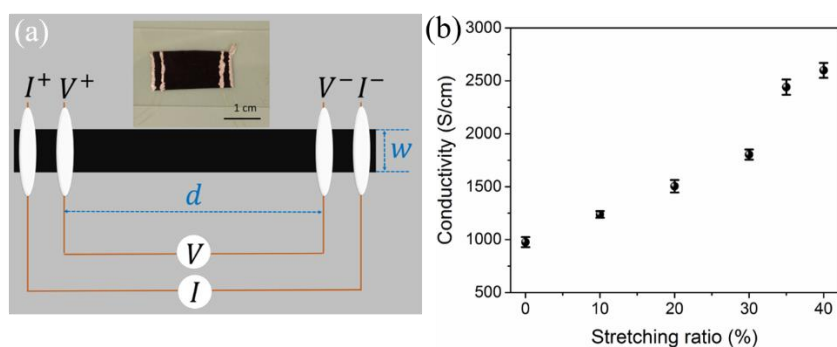 (a)
1 cm
I⁺ V⁺ V⁻ I⁻
w
d
V
I
(b)
Conductivity (S/cm)
3000
2500
2000
1500
1000
500
0 10 20 30 40
Stretching ratio (%)